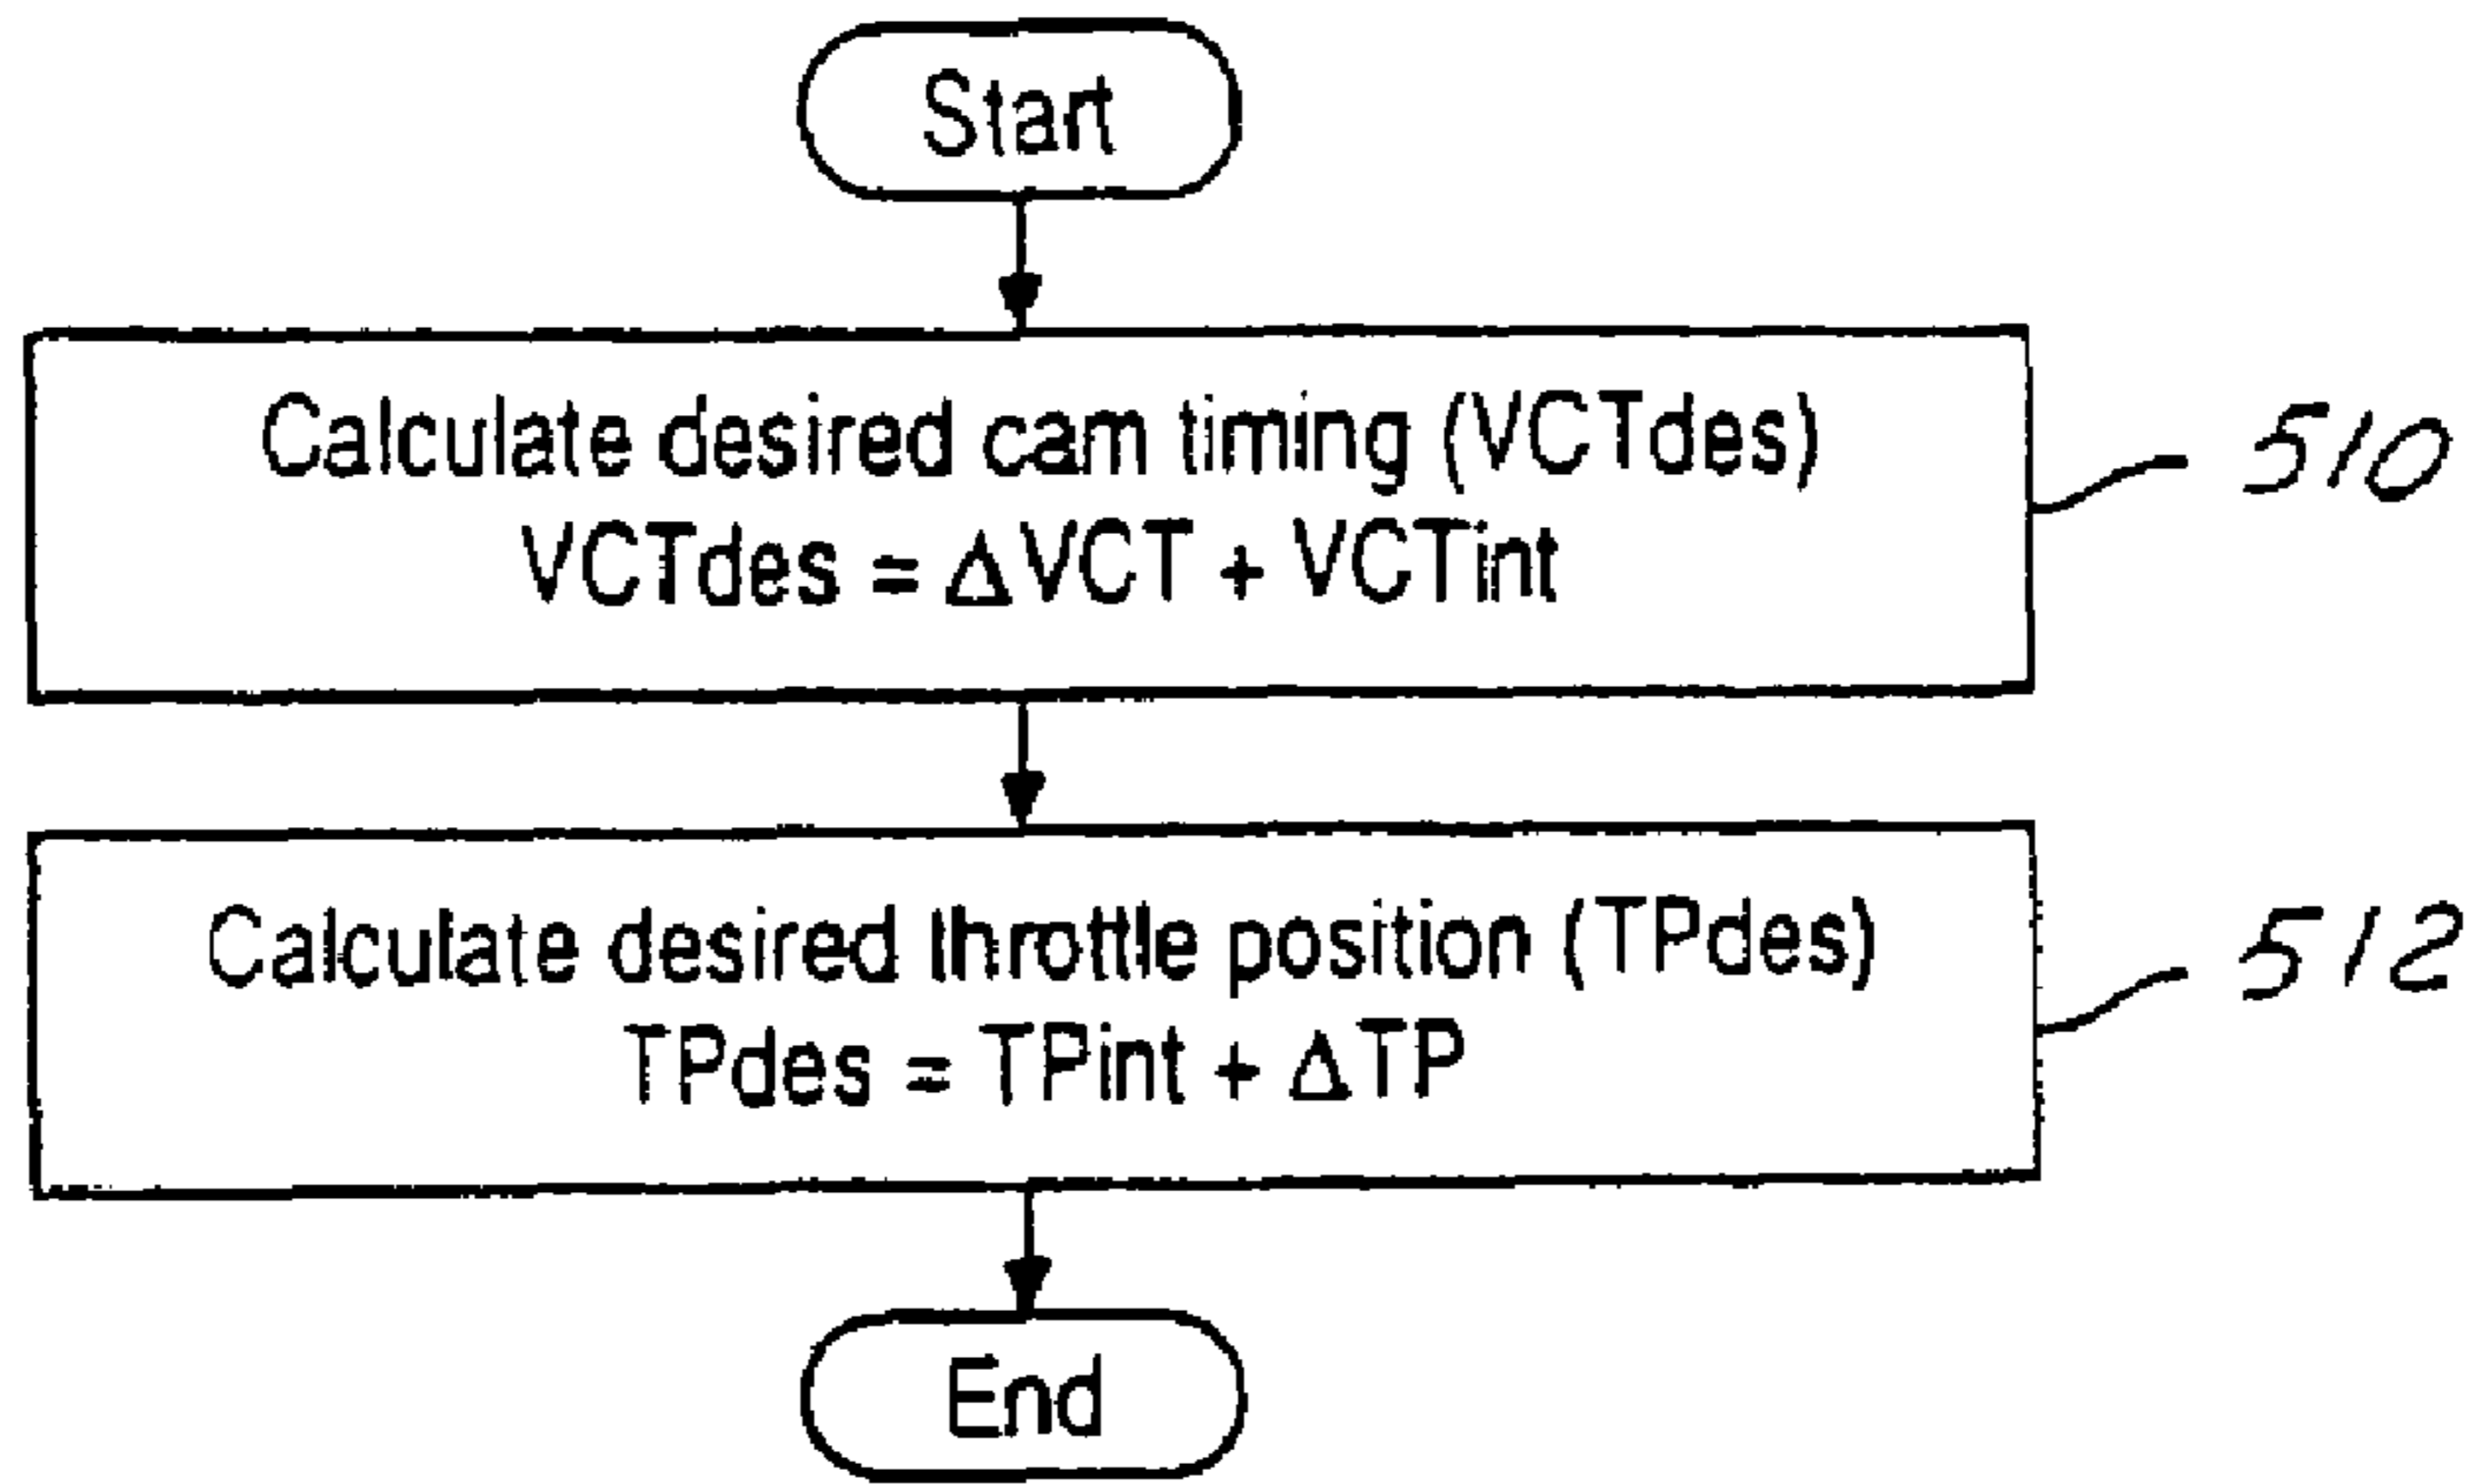 Start
Calculate desired cam timing (VCTdes)
VCTdes = ΔVCT + VCTint
510
Calculate desired throttle position (TPdes)
TPdes = TPint + ΔTP
512
End